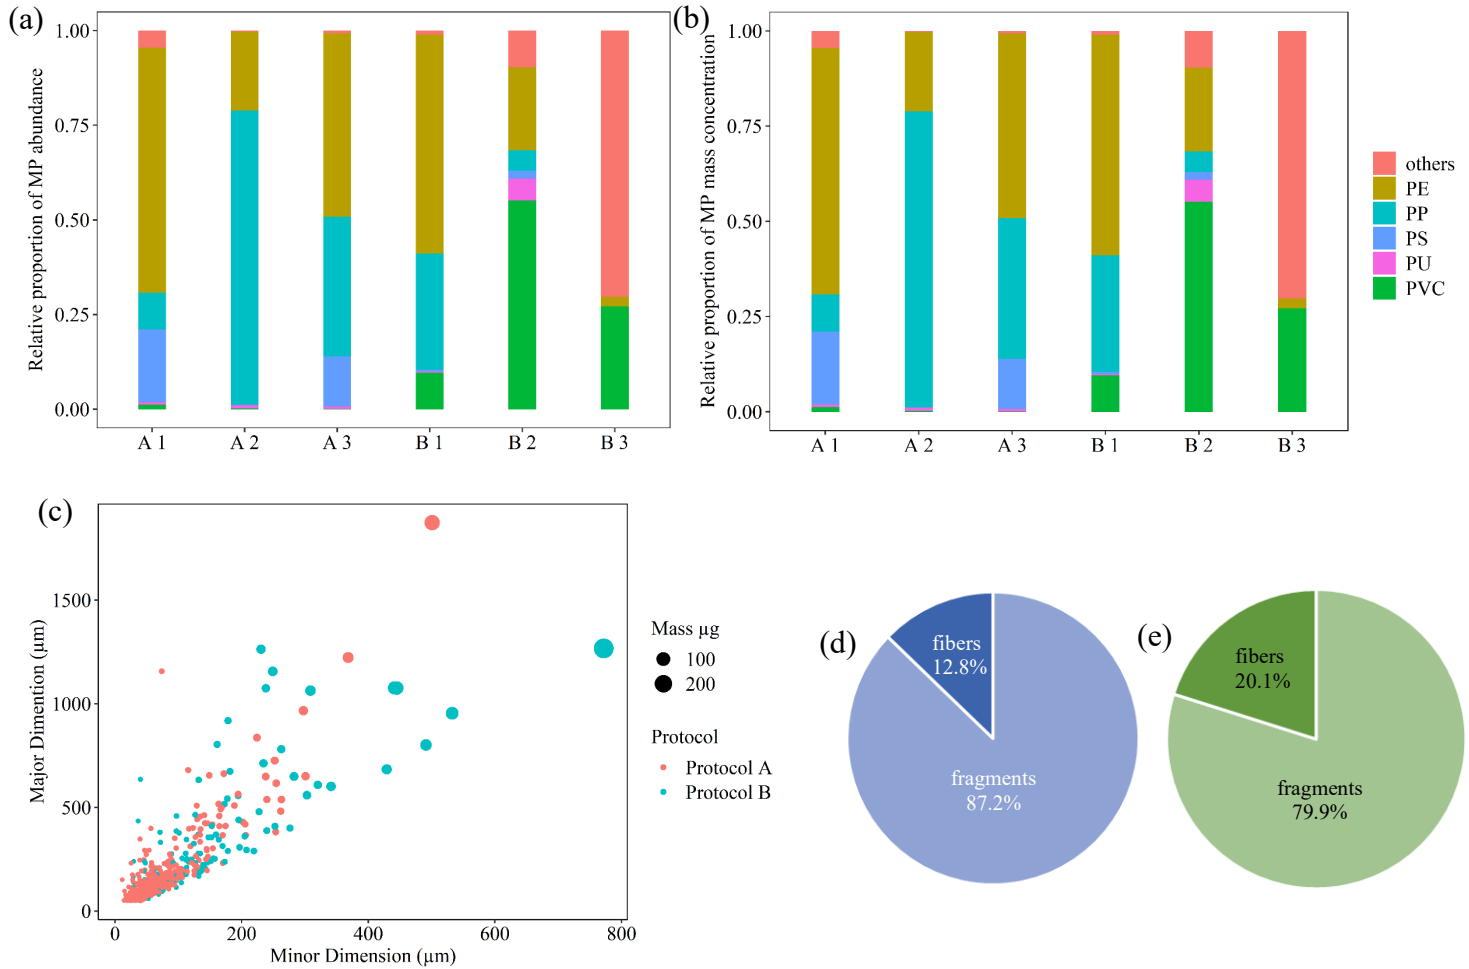 (a)
Relative proportion of MP abundance
1.00
0.75
0.50
0.25
0.00
A 1
A 2
A 3
B 1
B 2
B 3
(b)
Relative proportion of MP mass concentration
1.00
0.75
0.50
0.25
0.00
A 1
A 2
A 3
B 1
B 2
B 3
others
PE
PP
PS
PU
PVC
(c)
Major Dimention (μm)
1500
1000
500
0
0
200
400
600
800
Minor Dimension (μm)
Mass μg
100
200
Protocol
Protocol A
Protocol B
(d)
fibers
12.8%
fragments
87.2%
(e)
fibers
20.1%
fragments
79.9%